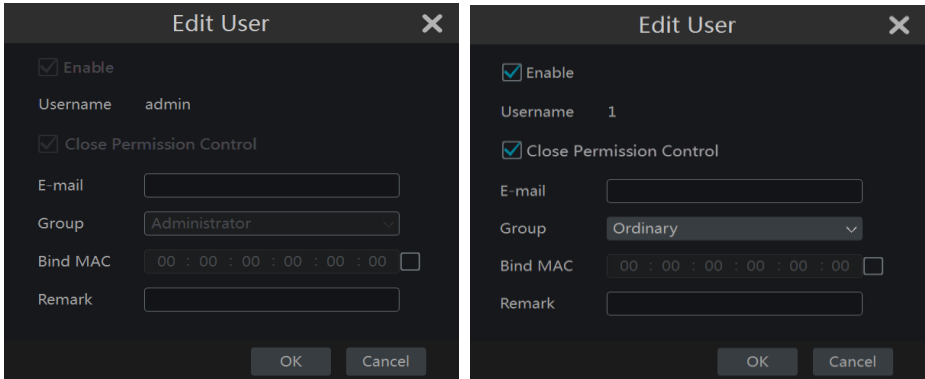 Edit User
Enable
Username admin
Close Permission Control
E-mail
Group Administrator
Bind MAC 00 : 00 : 00 : 00 : 00 : 00
Remark
OK Cancel
Edit User
Enable
Username 1
Close Permission Control
E-mail
Group Ordinary
Bind MAC 00 : 00 : 00 : 00 : 00 : 00
Remark
OK Cancel